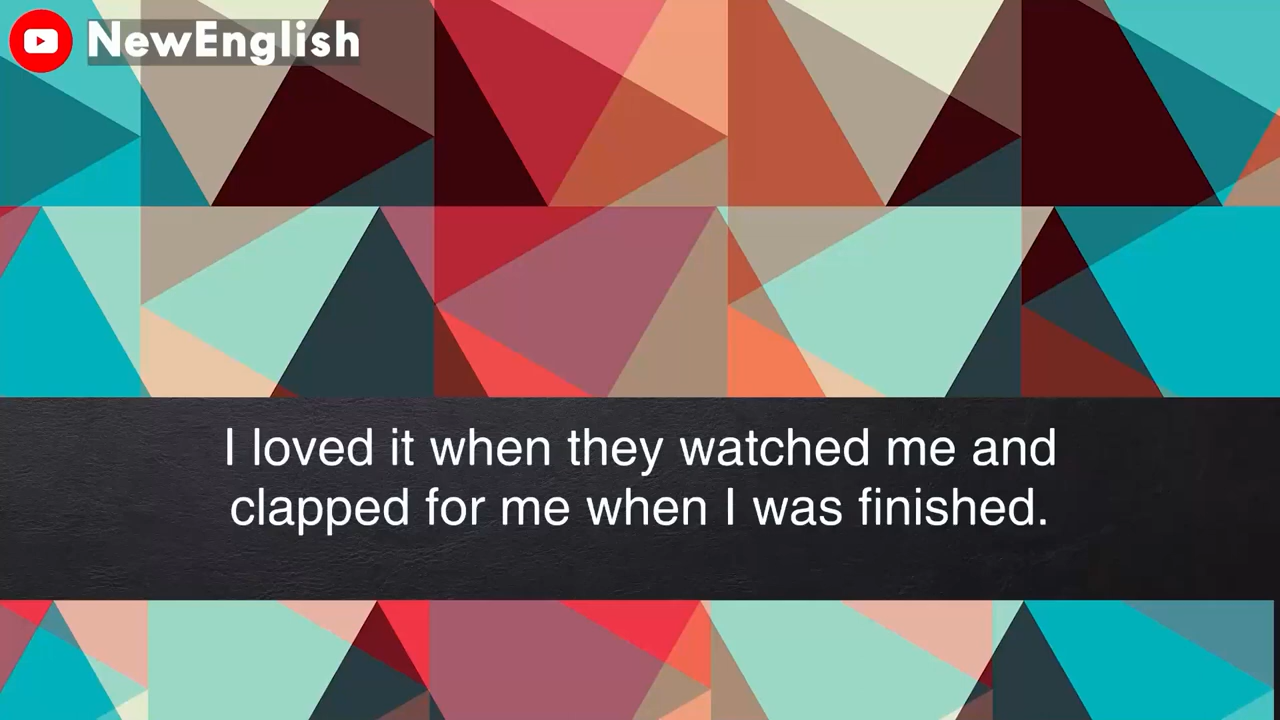 NewEnglish
I loved it when they watched me and
clapped for me when I was finished.